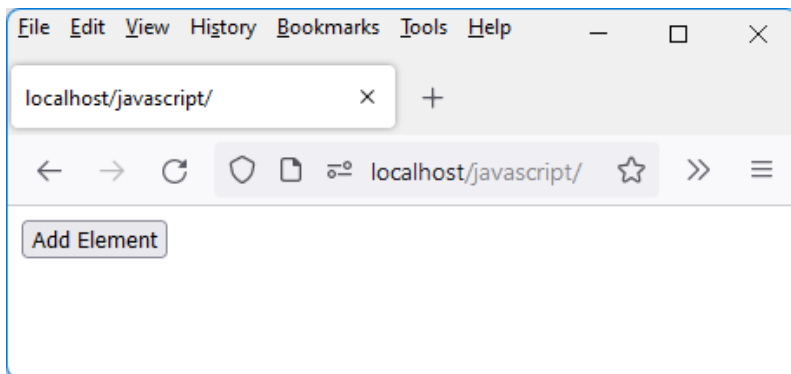 File Edit View History Bookmarks Tools Help
localhost/javascript/
localhost/javascript/
Add Element